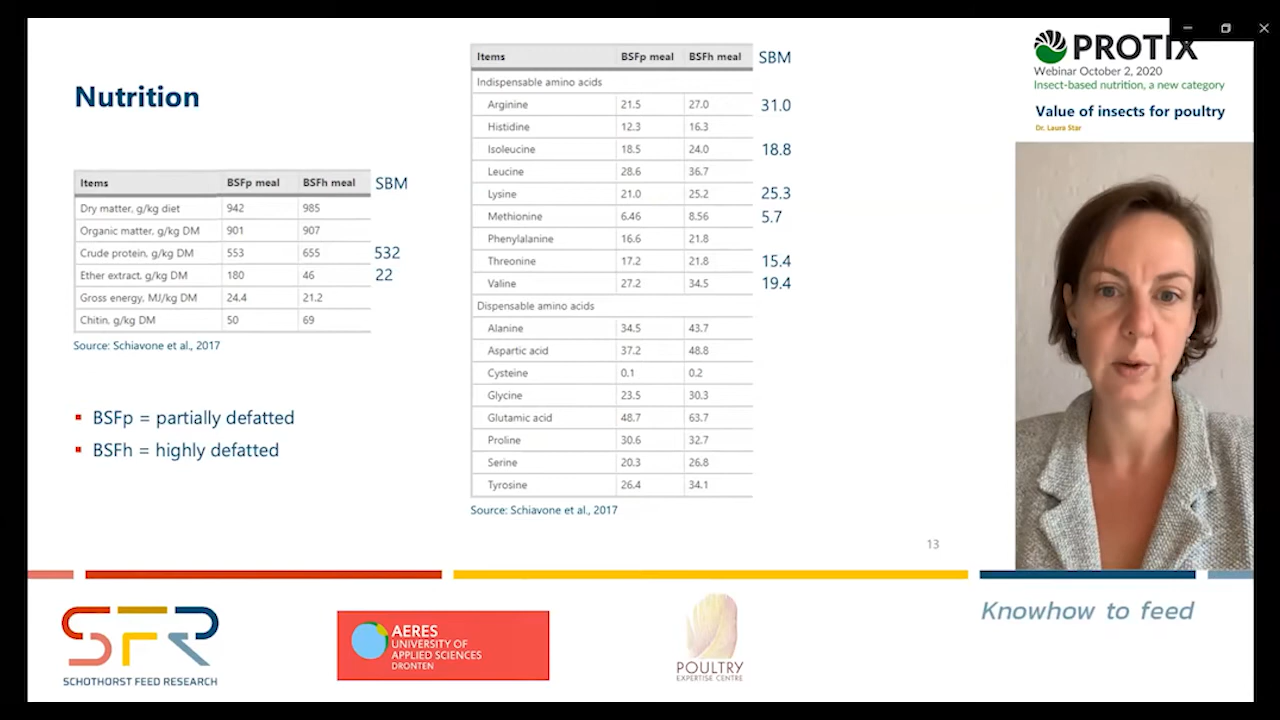 Nutrition
Items BSFp meal BSFh meal SBM
Dry matter, g/kg diet 942 985
Organic matter, g/kg DM 901 907
Crude protein, g/kg DM 553 655 532
Ether extract, g/kg DM 180 46 22
Gross energy, MJ/kg DM 24.4 21.2
Chitin, g/kg DM 50 69
Source: Schiavone et al., 2017
BSFp = partially defatted
BSFh = highly defatted
Items BSFp meal BSFh meal SBM
Indispensable amino acids
Arginine 21.5 27.0 31.0
Histidine 12.3 16.3
Isoleucine 18.5 24.0 18.8
Leucine 28.6 36.7
Lysine 21.0 25.2 25.3
Methionine 6.46 8.56 5.7
Phenylalanine 16.6 21.8
Threonine 17.2 21.8 15.4
Valine 27.2 34.5 19.4
Dispensable amino acids
Alanine 34.5 43.7
Aspartic acid 37.2 48.8
Cysteine 0.1 0.2
Glycine 23.5 30.3
Glutamic acid 48.7 63.7
Proline 30.6 32.7
Serine 20.3 26.8
Tyrosine 26.4 34.1
Source: Schiavone et al., 2017
13
PROTIX
Webinar October 2, 2020
Insect-based nutrition, a new category
Value of insects for poultry
Dr. Laura Star
SFR
SCHOTHORST FEED RESEARCH
AERES
UNIVERSITY OF
APPLIED SCIENCES
DRONTEN
POULTRY
EXPERTISE CENTRE
Knowhow to feed